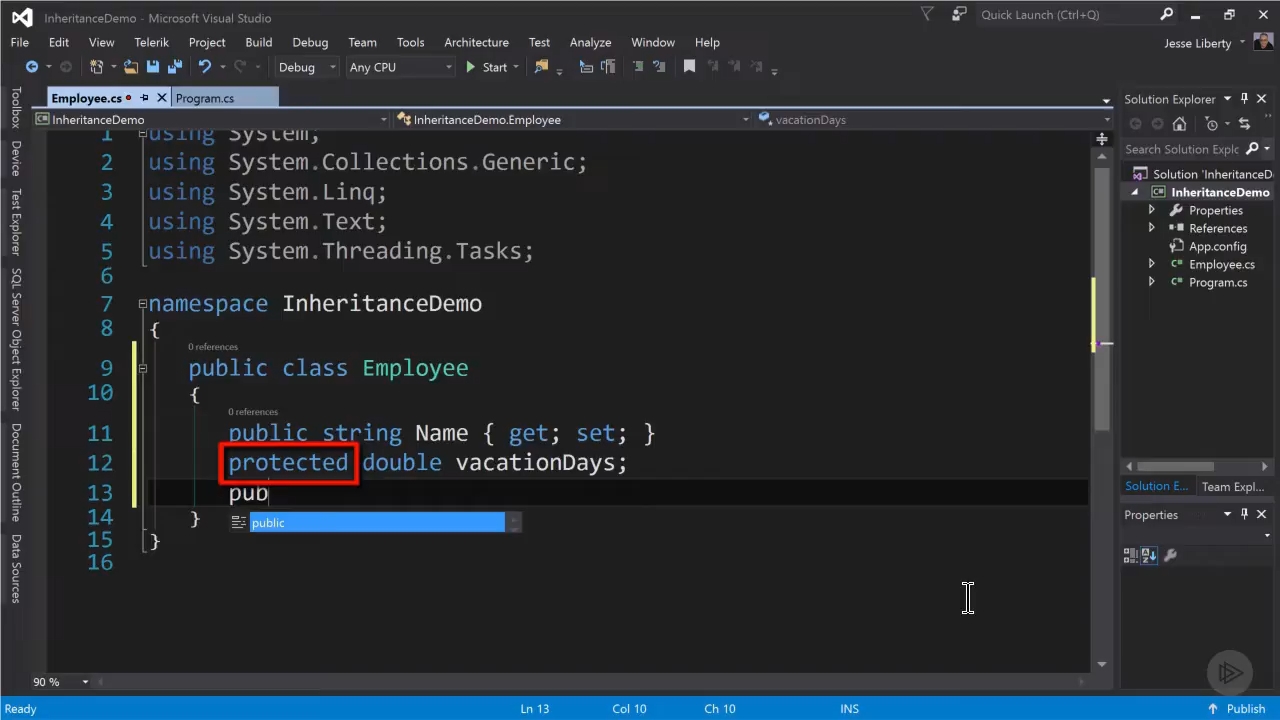 InheritanceDemo - Microsoft Visual Studio
Quick Launch (Ctrl+Q)
File Edit View Telerik Project Build Debug Team Tools Architecture Test Analyze Window Help
Jesse Liberty
Debug Any CPU Start
Employee.cs Program.cs
Solution Explorer
InheritanceDemo InheritanceDemo.Employee vacationDays
Search Solution Explc
Solution 'InheritanceD
InheritanceDemo
Properties
References
App.config
Employee.cs
Program.cs
Solution E... Team Expl...
Properties
Toolbox
Device
Test Explorer
SQL Server Object Explorer
Document Outline
Data Sources
1 using System;
2 using System.Collections.Generic;
3 using System.Linq;
4 using System.Text;
5 using System.Threading.Tasks;
6
7 namespace InheritanceDemo
8 {
0 references
9 public class Employee
10 {
0 references
11 public string Name { get; set; }
12 protected double vacationDays;
13 pub
public
14 }
15 }
16
90 %
Ready Ln 13 Col 10 Ch 10 INS Publish